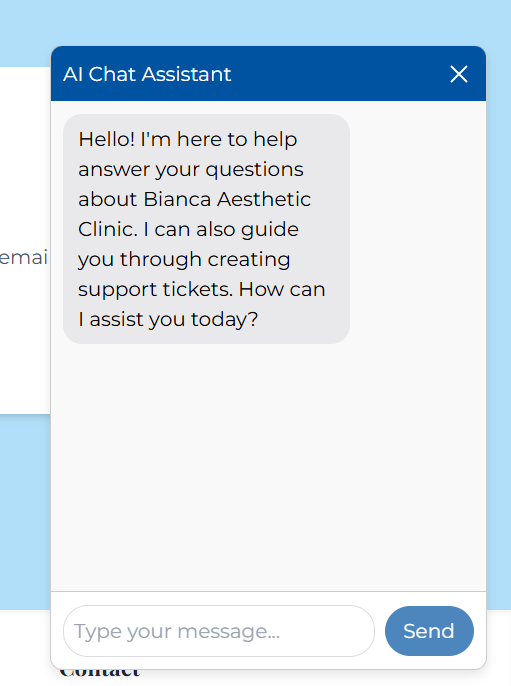 AI Chat Assistant
Hello! I'm here to help
answer your questions
about Bianca Aesthetic
Clinic. I can also guide
you through creating
support tickets. How can
I assist you today?
emai
Type your message...
Send
Contact